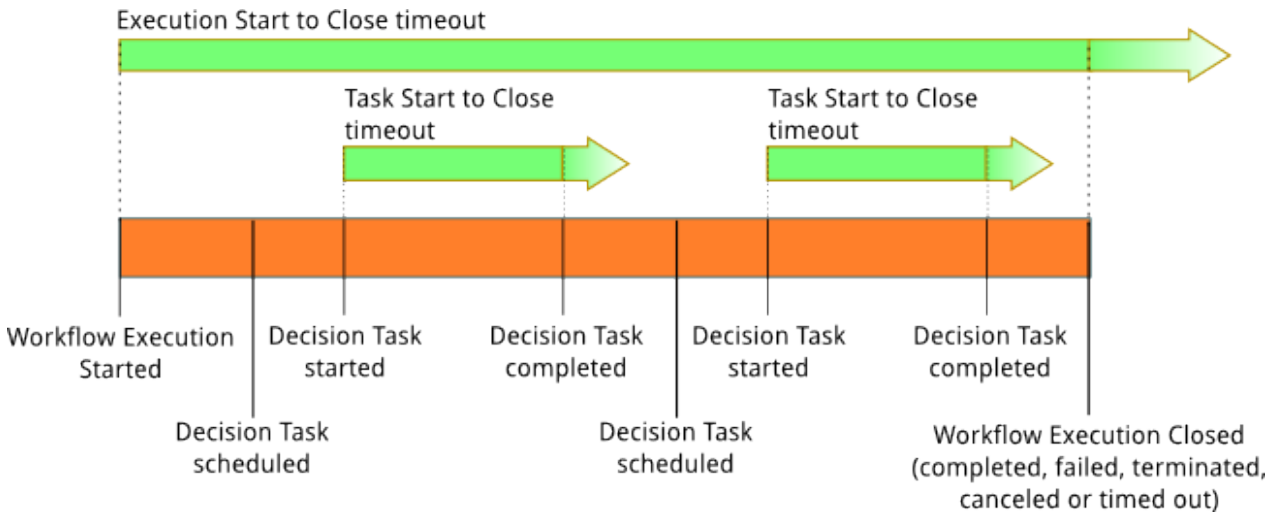 Execution Start to Close timeout
Task Start to Close
timeout
Task Start to Close
timeout
Workflow Execution
Started
Decision Task
started
Decision Task
completed
Decision Task
started
Decision Task
completed
Decision Task
scheduled
Decision Task
scheduled
Workflow Execution Closed
(completed, failed, terminated,
canceled or timed out)